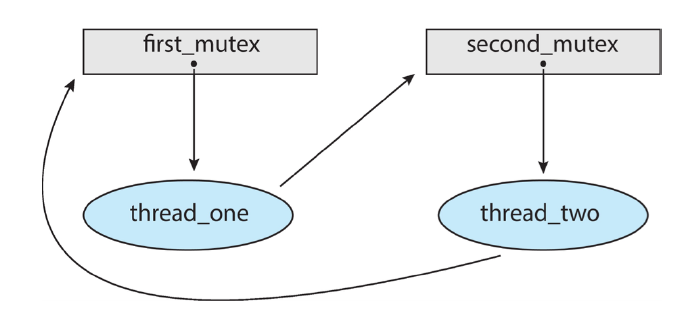 first_mutex
second_mutex
thread_one
thread_two